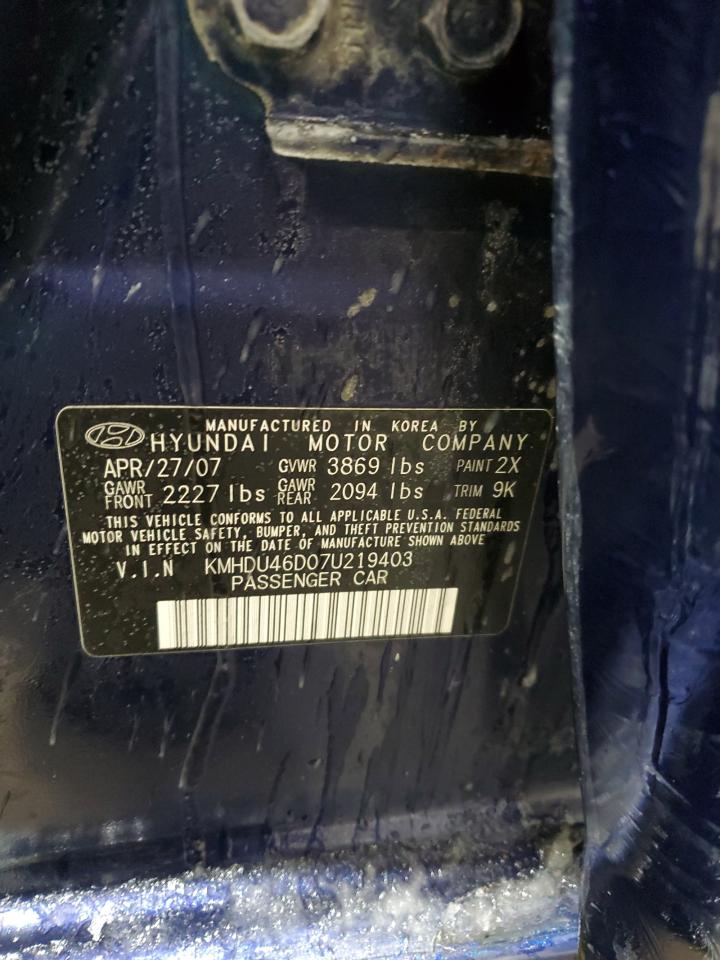 MANUFACTURED IN KOREA BY
HYUNDAI MOTOR COMPANY
APR/27/07 GVWR 3869 lbs PAINT 2X
GAWR FRONT 2227 lbs GAWR REAR 2094 lbs TRIM 9K
THIS VEHICLE CONFORMS TO ALL APPLICABLE U.S.A. FEDERAL
MOTOR VEHICLE SAFETY, BUMPER, AND THEFT PREVENTION STANDARDS
IN EFFECT ON THE DATE OF MANUFACTURE SHOWN ABOVE
V.I.N KMHDU46D07U219403
PASSENGER CAR